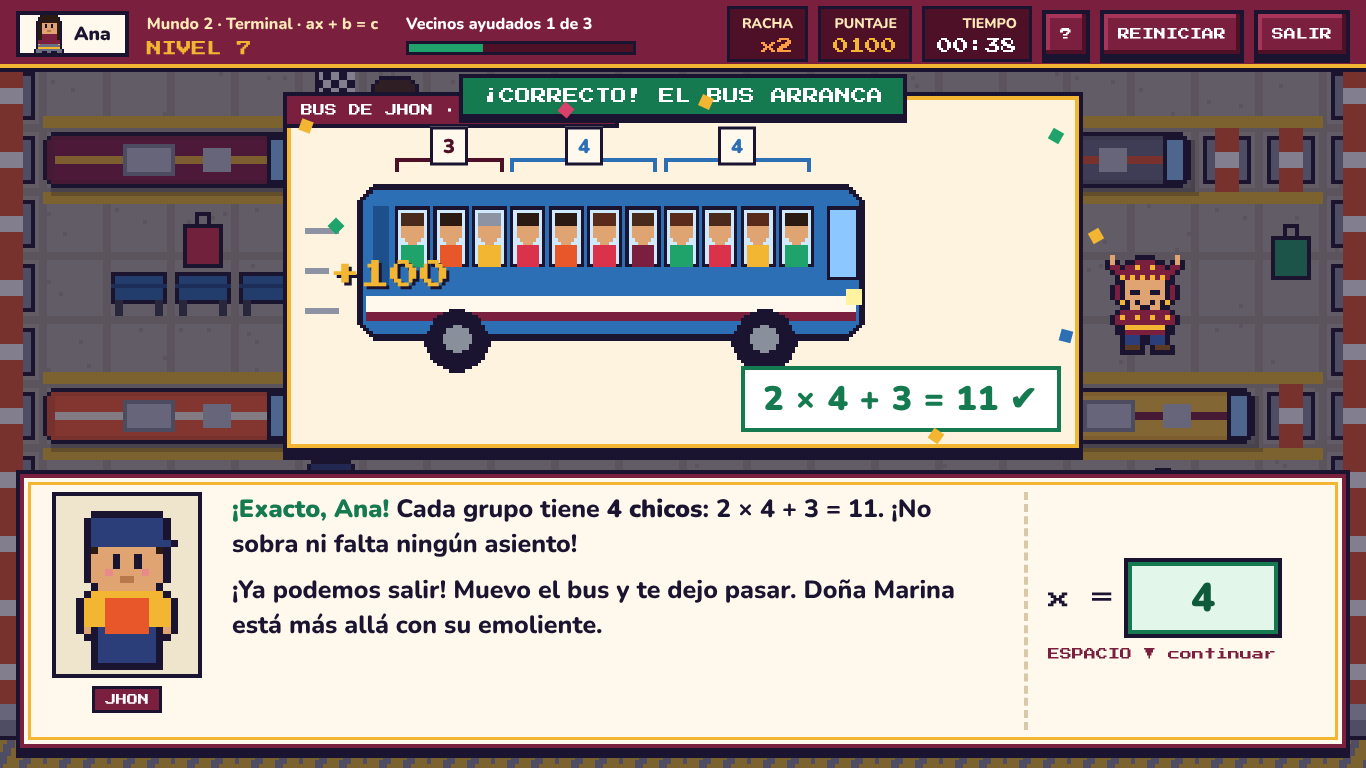 Ana
Mundo 2 · Terminal · ax + b = c
NIVEL 7
Vecinos ayudados 1 de 3
RACHA
x2
PUNTAJE
0100
TIEMPO
00:38
?
REINICIAR
SALIR
BUS DE JHON ·
¡CORRECTO! EL BUS ARRANCA
3
4
4
+100
2 × 4 + 3 = 11 ✔
¡Exacto, Ana! Cada grupo tiene 4 chicos: 2 × 4 + 3 = 11. ¡No
sobra ni falta ningún asiento!
¡Ya podemos salir! Muevo el bus y te dejo pasar. Doña Marina
está más allá con su emoliente.
JHON
x = 4
ESPACIO ▼ continuar